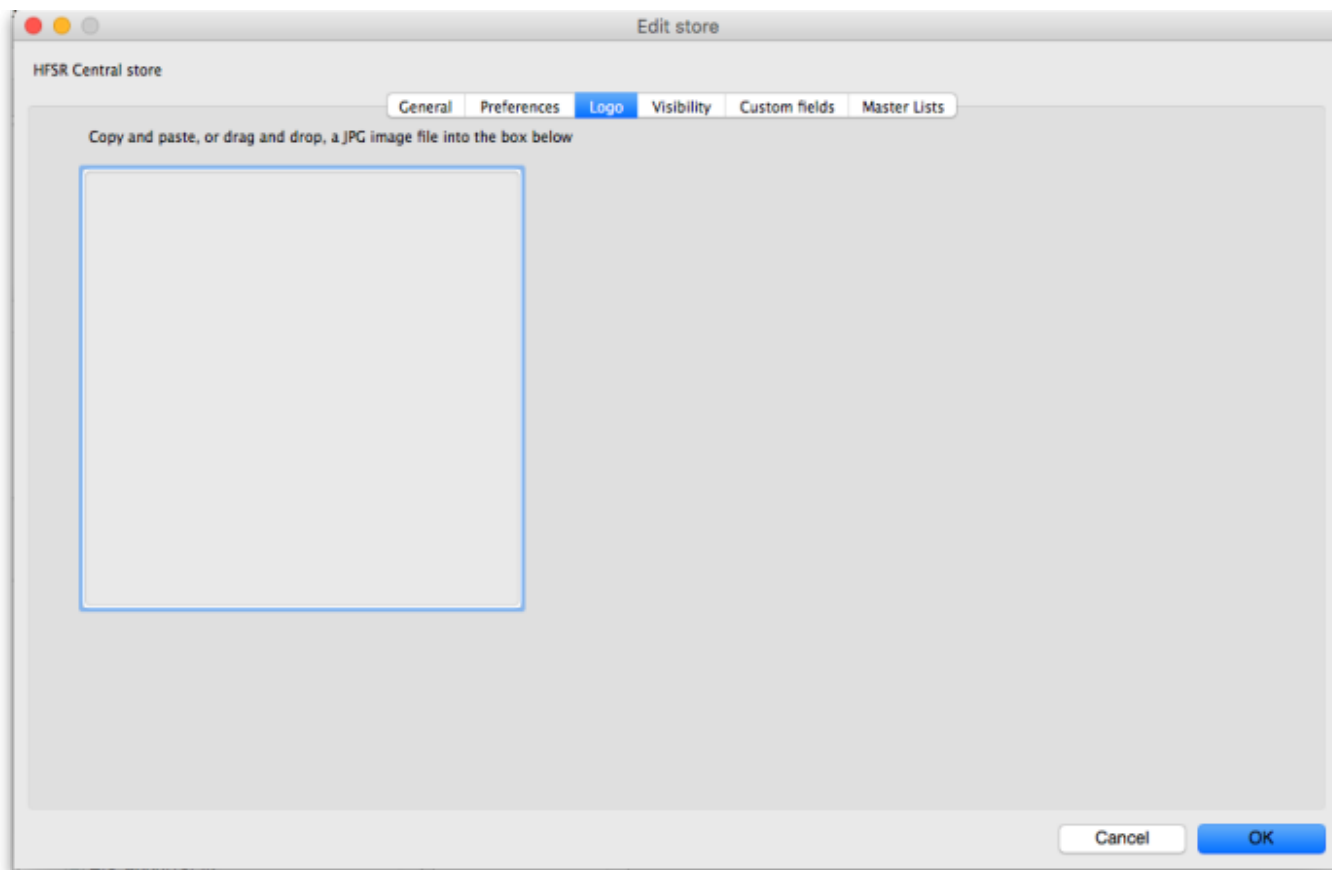 Edit store
HFSR Central store
General Preferences Logo Visibility Custom fields Master Lists
Copy and paste, or drag and drop, a JPG image file into the box below
Cancel OK